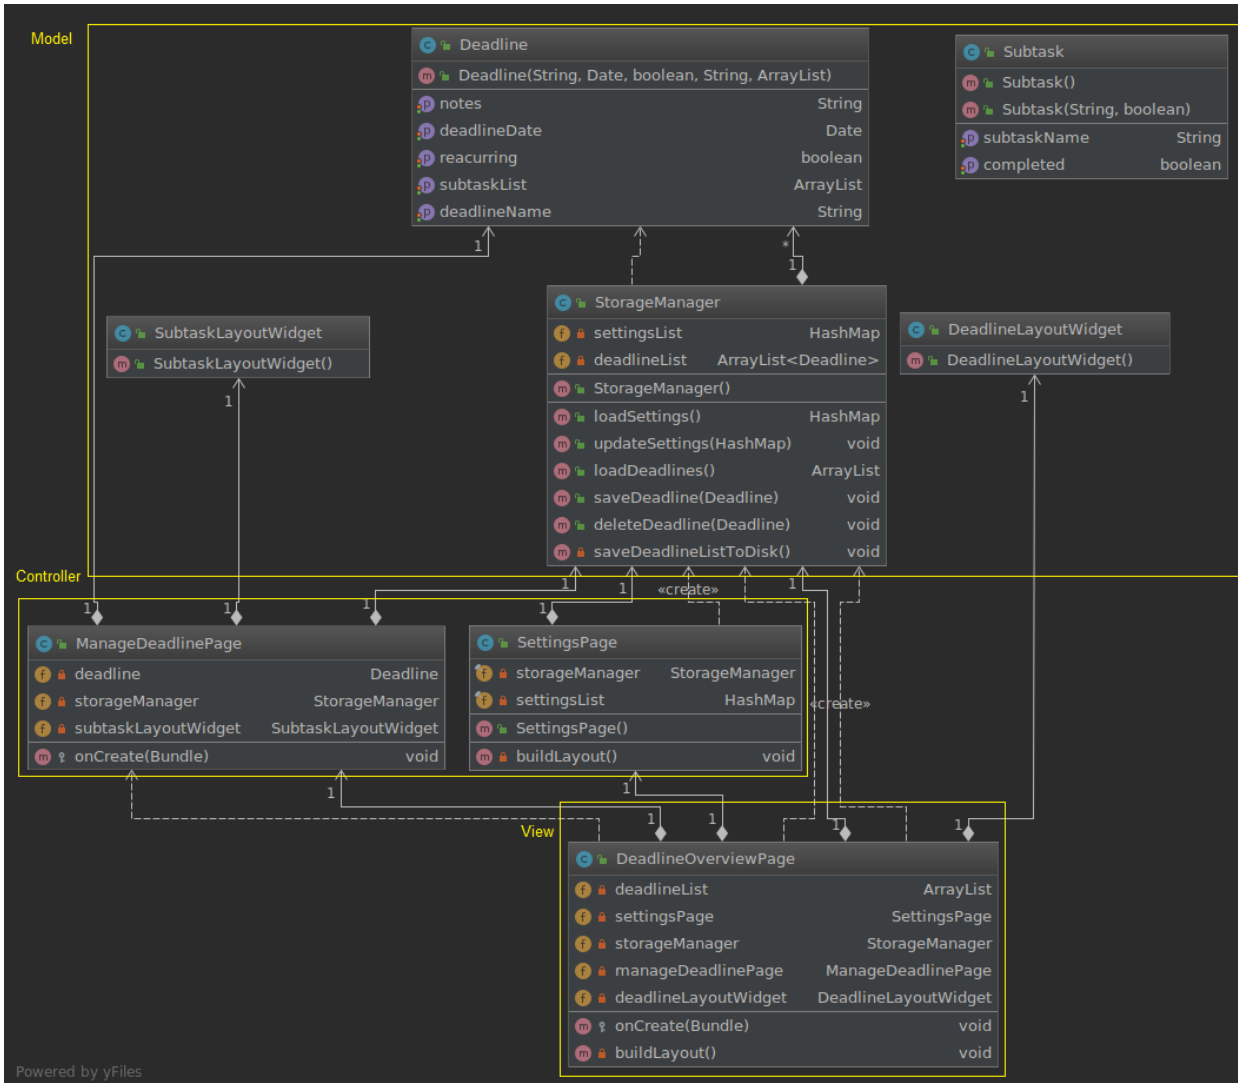 Model
Deadline
Deadline(String, Date, boolean, String, ArrayList)
notes String
deadlineDate Date
reacurring boolean
subtaskList ArrayList
deadlineName String
Subtask
Subtask()
Subtask(String, boolean)
subtaskName String
completed boolean
1
*
1
SubtaskLayoutWidget
SubtaskLayoutWidget()
1
StorageManager
settingsList HashMap
deadlineList ArrayList<Deadline>
StorageManager()
loadSettings() HashMap
updateSettings(HashMap) void
loadDeadlines() ArrayList
saveDeadline(Deadline) void
deleteDeadline(Deadline) void
saveDeadlineListToDisk() void
DeadlineLayoutWidget
DeadlineLayoutWidget()
1
Controller
1 1 «create» 1
1 1 1 1
ManageDeadlinePage
deadline Deadline
storageManager StorageManager
subtaskLayoutWidget SubtaskLayoutWidget
onCreate(Bundle) void
SettingsPage
storageManager StorageManager
settingsList HashMap
SettingsPage()
buildLayout() void
«create»
1 1
View
1 1 1 1
DeadlineOverviewPage
deadlineList ArrayList
settingsPage SettingsPage
storageManager StorageManager
manageDeadlinePage ManageDeadlinePage
deadlineLayoutWidget DeadlineLayoutWidget
onCreate(Bundle) void
buildLayout() void
Powered by yFiles